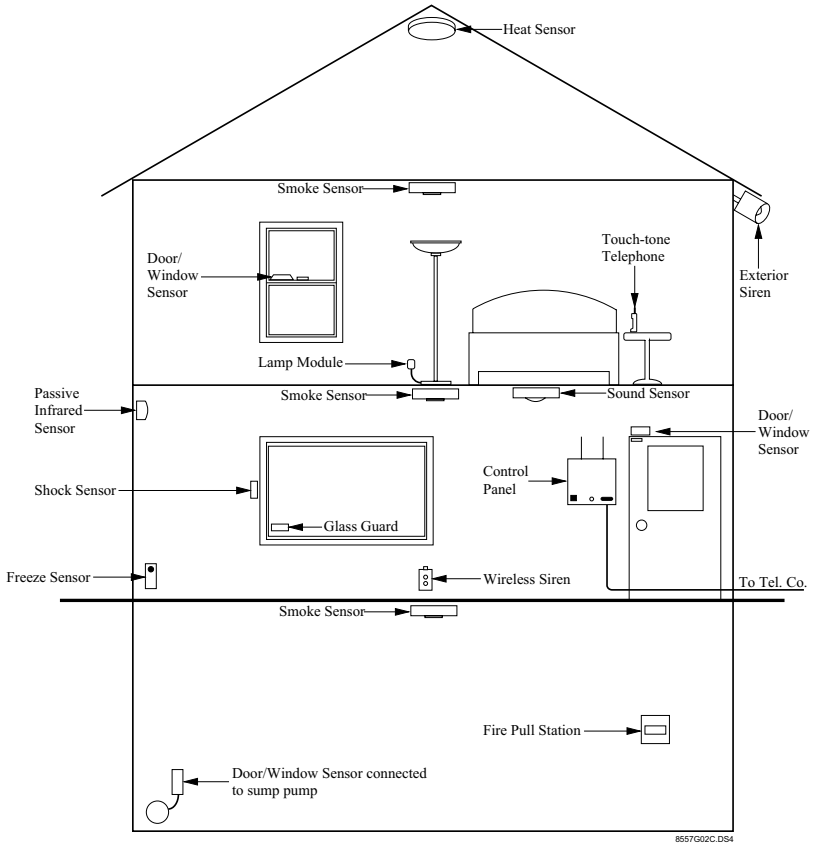 Heat Sensor
Smoke Sensor
Door/
Window
Sensor
Touch-tone
Telephone
Exterior
Siren
Lamp Module
Passive
Infrared
Sensor
Smoke Sensor
Sound Sensor
Door/
Window
Sensor
Shock Sensor
Control
Panel
Glass Guard
Freeze Sensor
Wireless Siren
To Tel. Co.
Smoke Sensor
Fire Pull Station
Door/Window Sensor connected
to sump pump
8557G02C.DS4